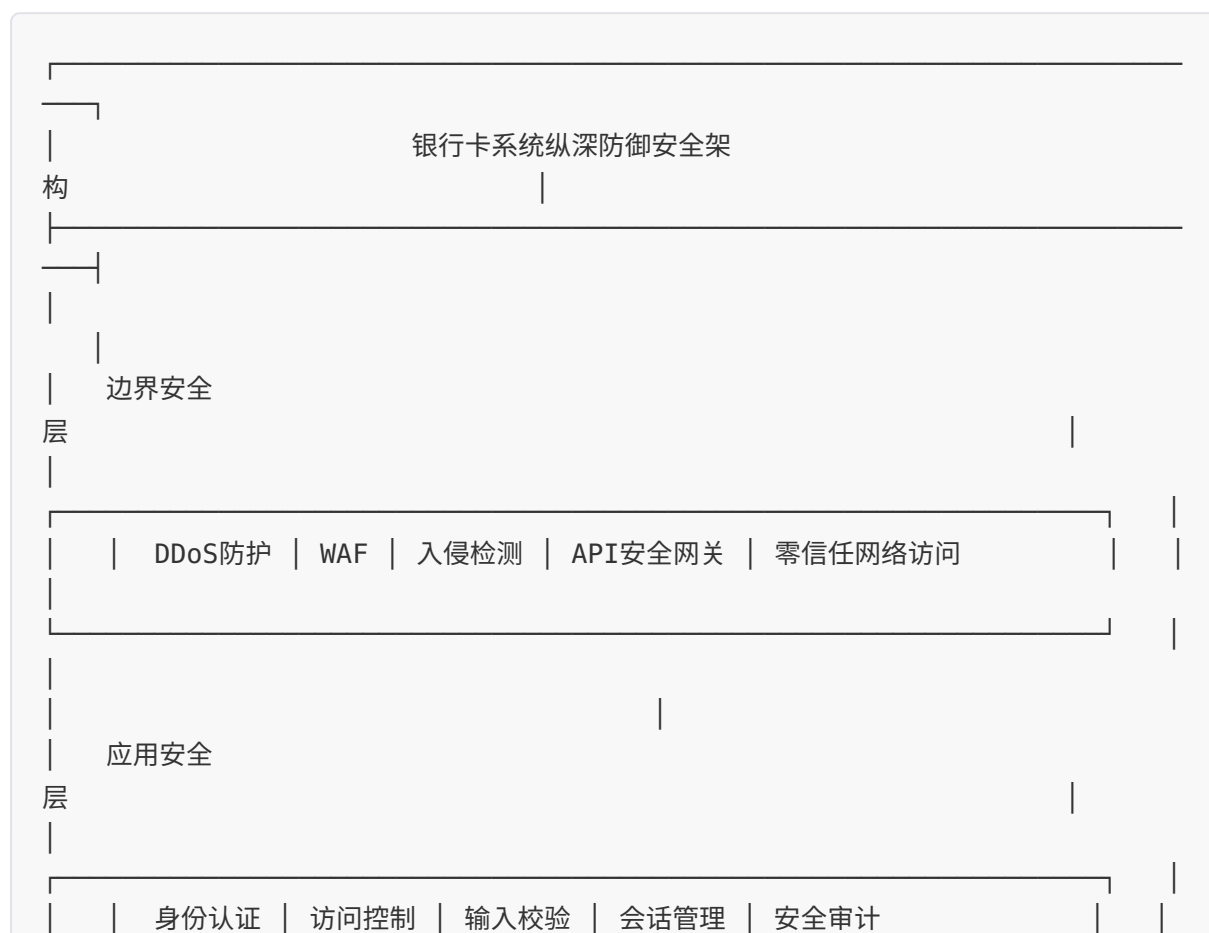 银行卡系统纵深防御安全架
构
边界安全
层
│ DDoS防护 │ WAF │ 入侵检测 │ API安全网关 │ 零信任网络访问 │ │
应用安全
层
│ 身份认证 │ 访问控制 │ 输入校验 │ 会话管理 │ 安全审计 │ │